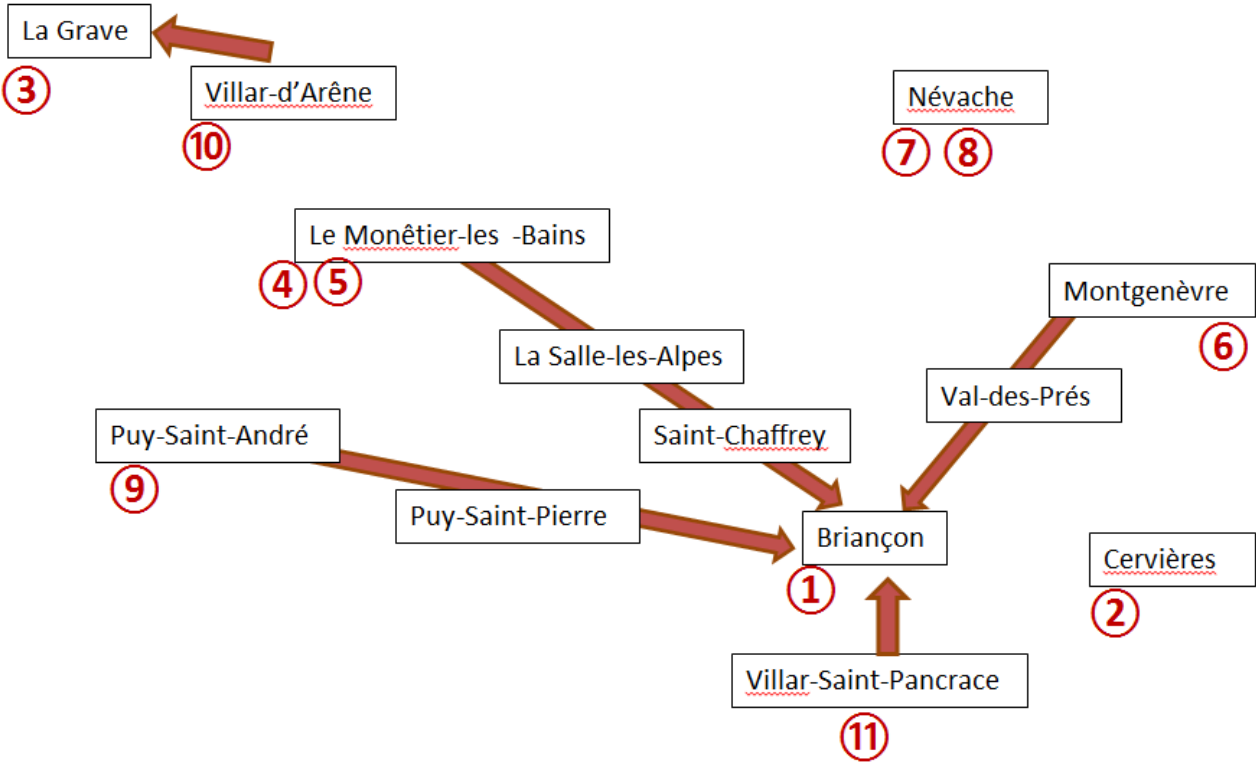 La Grave
3
Villar-d’Arêne
10
Névache
7 8
Le Monêtier-les -Bains
4 5
Montgenèvre
6
La Salle-les-Alpes
Val-des-Prés
Puy-Saint-André
9
Saint-Chaffrey
Puy-Saint-Pierre
Briançon
1
Cervières
2
Villar-Saint-Pancrace
11